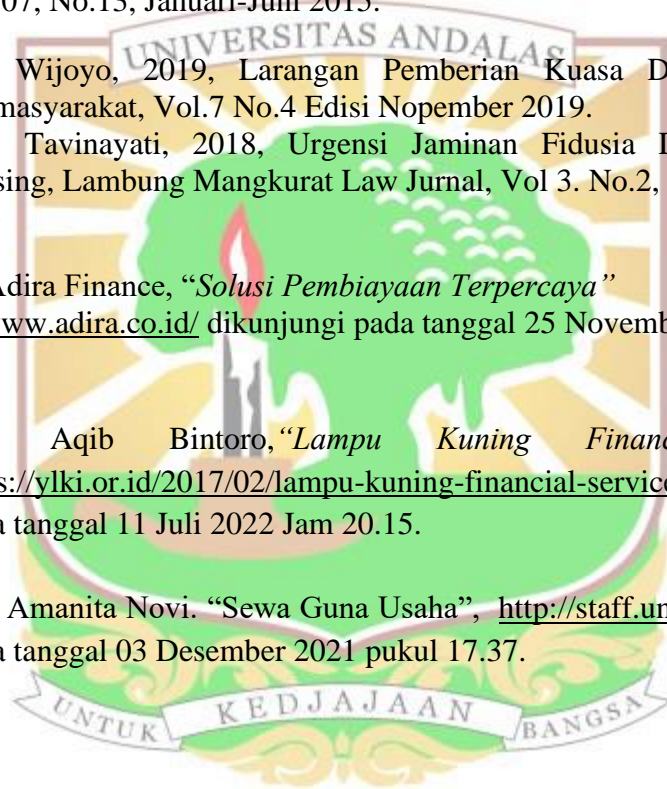 07, No.13, Januari-Juni 2015.
UNIVERSITAS ANDALAS
Wijoyo, 2019, Larangan Pemberian Kuasa D
masyarakat, Vol.7 No.4 Edisi Nopember 2019.
Tavinayati, 2018, Urgensi Jaminan Fidusia
sing, Lambung Mangkurat Law Jurnal, Vol 3. No.2,
Adira Finance, “Solusi Pembiayaan Terpercaya”
ww.adira.co.id/ dikunjungi pada tanggal 25 Novemb
Aqib Bintoro,“Lampu Kuning Financ
s://ylki.or.id/2017/02/lampu-kuning-financial-service
a tanggal 11 Juli 2022 Jam 20.15.
Amanita Novi. “Sewa Guna Usaha”, http://staff.un
a tanggal 03 Desember 2021 pukul 17.37.
UNTUK KEDJAJAAN BANGSA